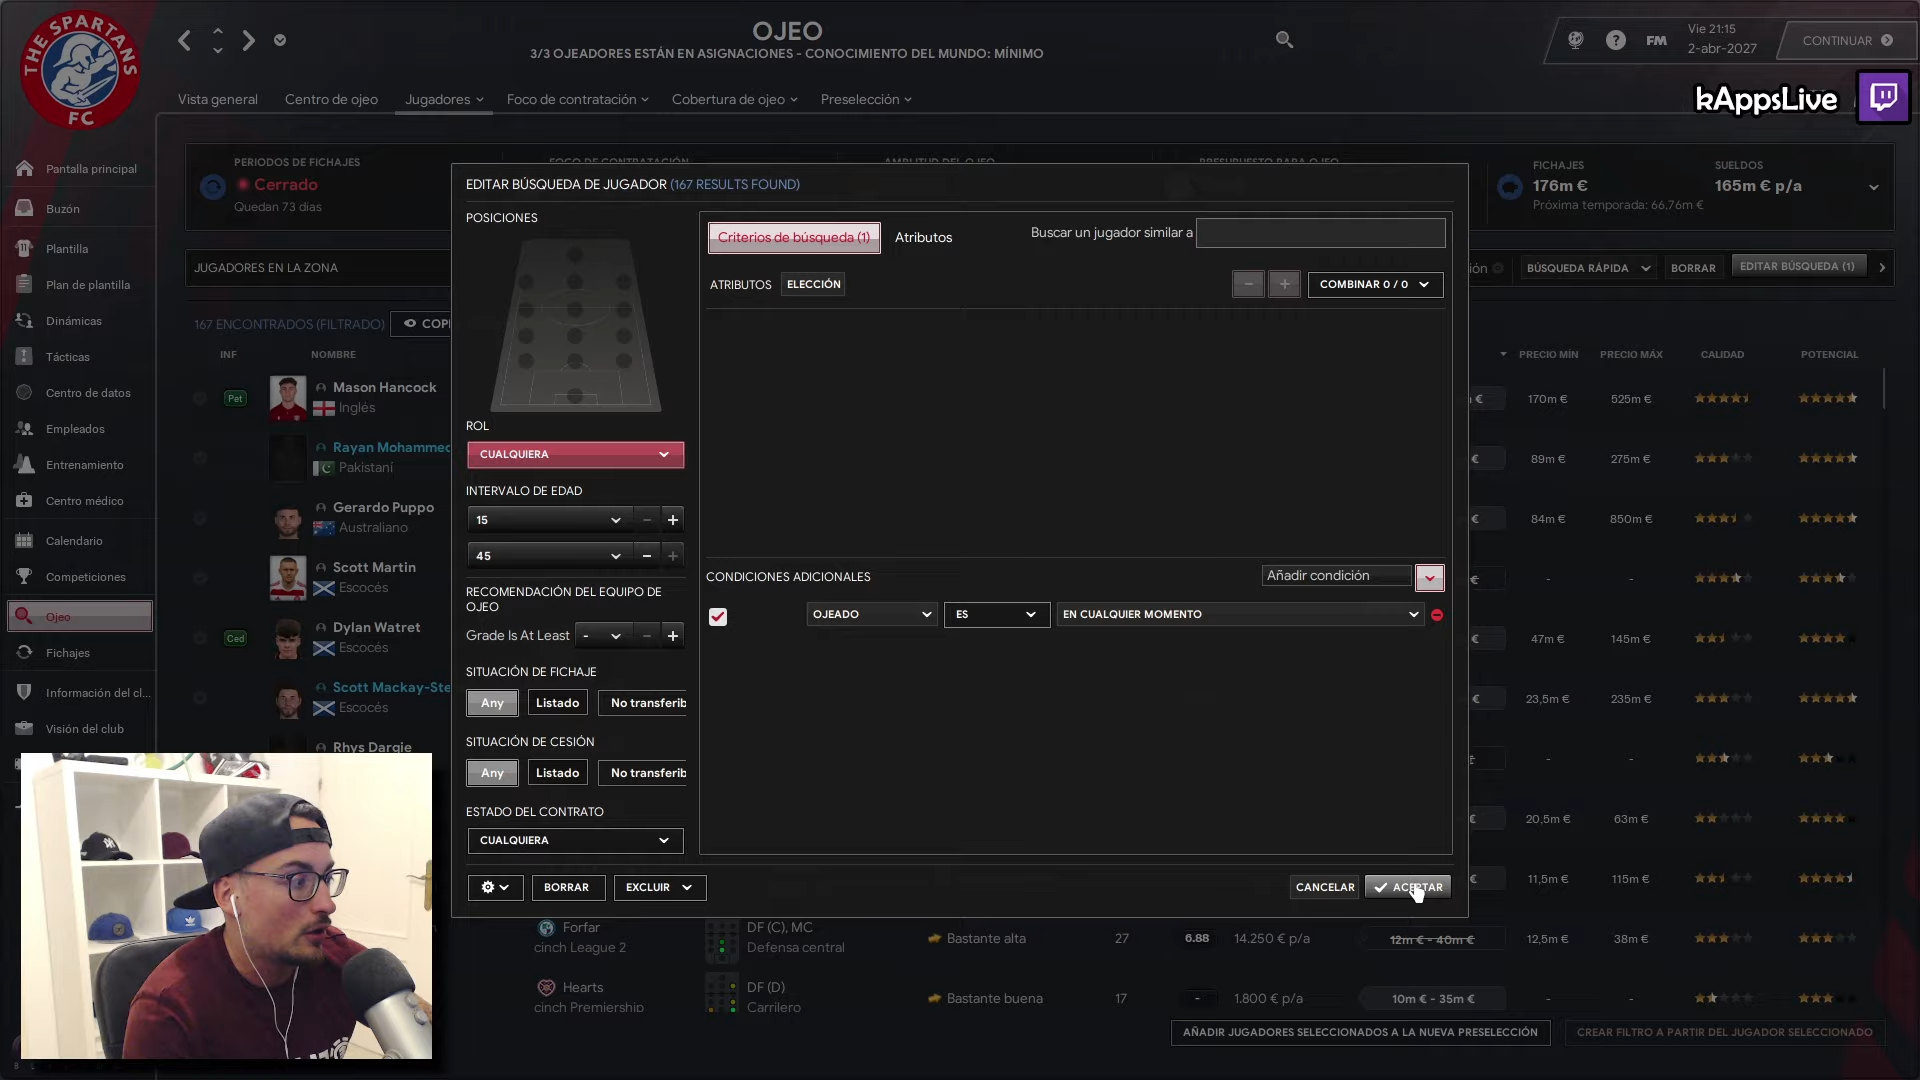 THE SPARTANS
FC
OJEO
3/3 OJEADORES ESTÁN EN ASIGNACIONES - CONOCIMIENTO DEL MUNDO: MÍNIMO
FM
Vie 21:15
2-abr-2027
CONTINUAR
kAppsLive
Vista general
Centro de ojeo
Jugadores
Foco de contratación
Cobertura de ojeo
Preselección
Pantalla principal
Buzón
Plantilla
Plan de plantilla
Dinámicas
Tácticas
Centro de datos
Empleados
Entrenamiento
Centro médico
Calendario
Competiciones
Ojeo
Fichajes
Información del cl...
Visión del club
PERIODOS DE FICHAJES
Cerrado
Quedan 73 días
FOCO DE CONTRATACIÓN
AMPLITUD DEL OJEO
PRESUPUESTO PARA OJEO
FICHAJES
176m €
SUELDOS
165m € p/a
Próxima temporada: 66,76m €
JUGADORES EN LA ZONA
BÚSQUEDA RÁPIDA
BORRAR
EDITAR BÚSQUEDA (1)
167 ENCONTRADOS (FILTRADO)
INF
NOMBRE
PRECIO MÍN
PRECIO MÁX
CALIDAD
POTENCIAL
Pet
Mason Hancock
Inglés
170m €
525m €
Rayan Mohammed
Pakistaní
89m €
275m €
Gerardo Puppo
Australiano
84m €
850m €
Scott Martin
Escocés
-
-
Ced
Dylan Watret
Escocés
47m €
145m €
Scott Mackay-Ste
Escocés
23,5m €
235m €
Rhys Dargie
-
-
20,5m €
63m €
11,5m €
115m €
EDITAR BÚSQUEDA DE JUGADOR (167 RESULTS FOUND)
POSICIONES
ROL
CUALQUIERA
INTERVALO DE EDAD
15
45
RECOMENDACIÓN DEL EQUIPO DE
OJEO
Grade Is At Least
-
SITUACIÓN DE FICHAJE
Any
Listado
No transferib
SITUACIÓN DE CESIÓN
Any
Listado
No transferib
ESTADO DEL CONTRATO
CUALQUIERA
BORRAR
EXCLUIR
Criterios de búsqueda (1)
Atributos
Buscar un jugador similar a
ATRIBUTOS
ELECCIÓN
COMBINAR 0 / 0
CONDICIONES ADICIONALES
Añadir condición
OJEADO
ES
EN CUALQUIER MOMENTO
CANCELAR
ACEPTAR
Forfar
cinch League 2
DF (C), MC
Defensa central
Bastante alta
27
6.88
14.250 € p/a
12m € - 40m €
12,5m €
38m €
Hearts
cinch Premiership
DF (D)
Carrilero
Bastante buena
17
-
1.800 € p/a
10m € - 35m €
-
-
AÑADIR JUGADORES SELECCIONADOS A LA NUEVA PRESELECCIÓN
CREAR FILTRO A PARTIR DEL JUGADOR SELECCIONADO